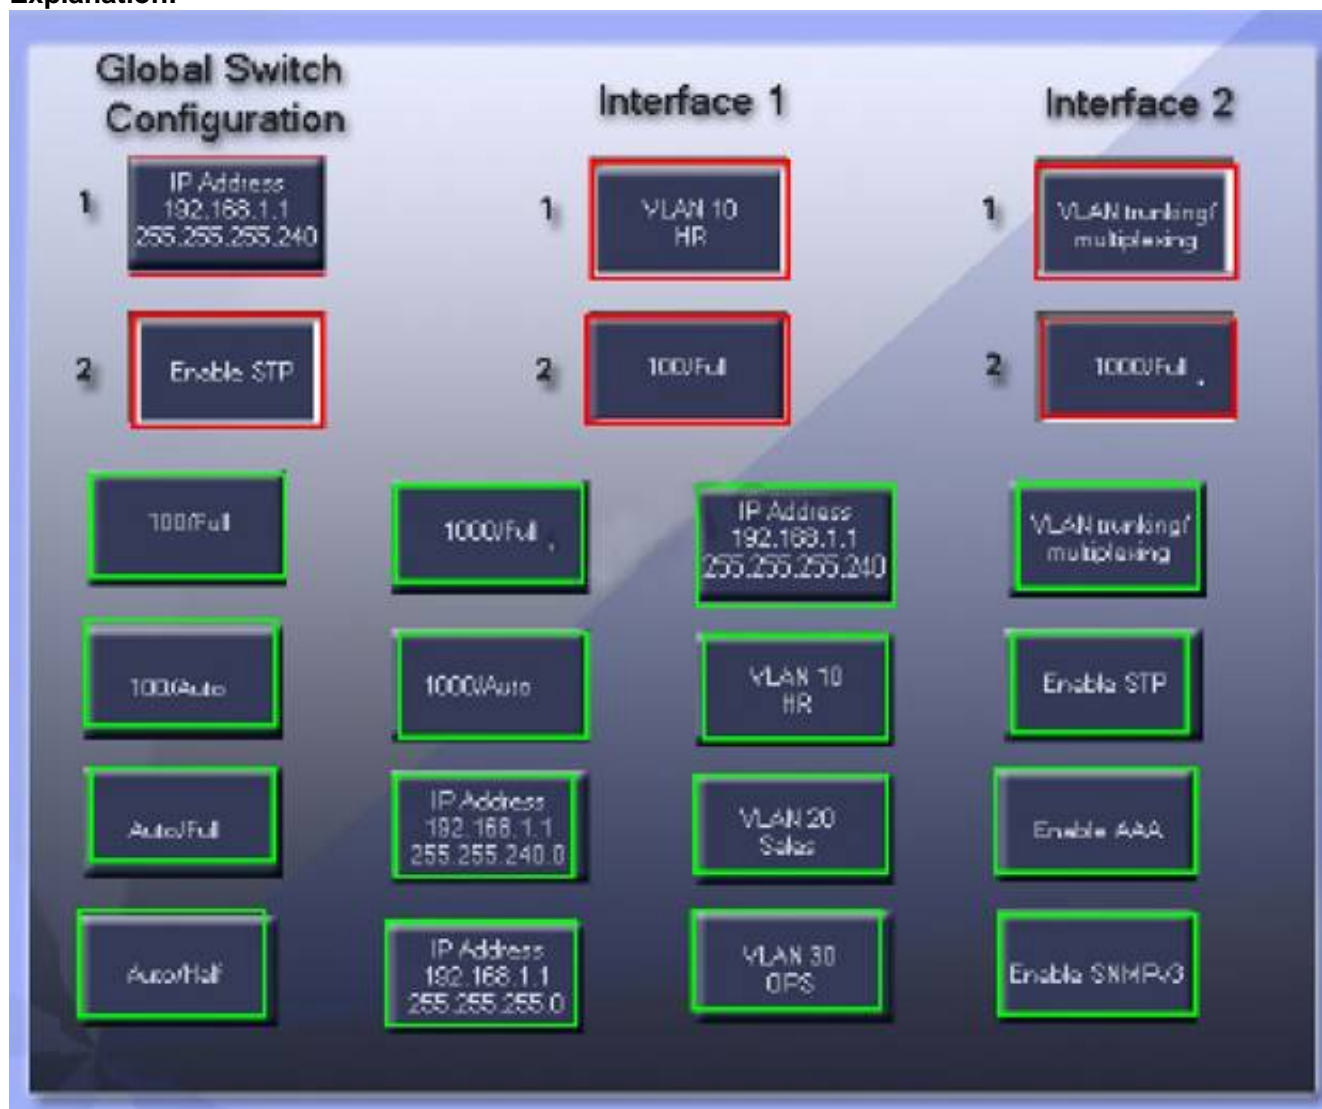 Explanation:
Global Switch
Configuration
Interface 1
Interface 2
1
IP Address
192.168.1.1
255.255.255.240
1
VLAN 10
HR
1
VLAN trunking/
multiplexing
2
Enable STP
2
100/Full
2
1000/Full
100/Full
1000/Full
IP Address
192.168.1.1
255.255.255.240
VLAN trunking/
multiplexing
100/Auto
1000/Auto
VLAN 10
HR
Enable STP
Auto/Full
IP Address
192.168.1.1
255.255.240.0
VLAN 20
Sales
Enable AAA
Auto/Half
IP Address
192.168.1.1
255.255.255.0
VLAN 30
OPS
Enable SNMPv3